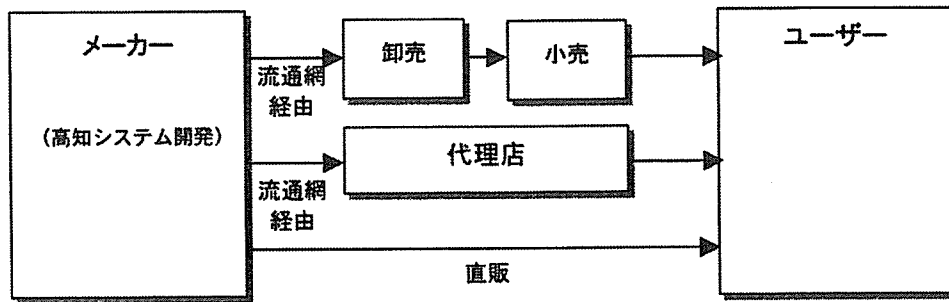 メーカー
(高知システム開発)
流通網
経由
卸売
小売
流通網
経由
代理店
直販
ユーザー